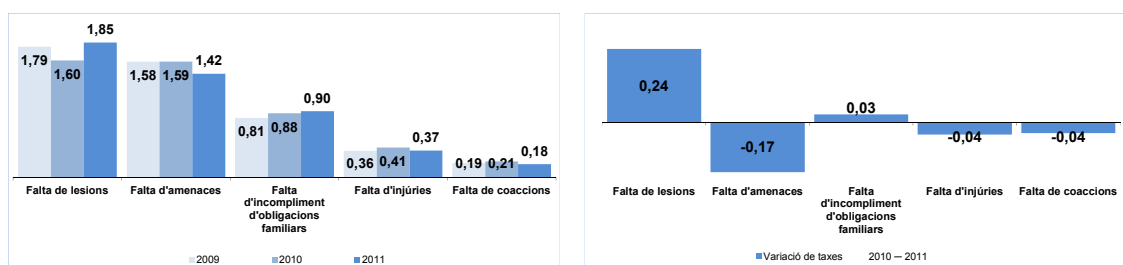 1,79
1,60
1,85
1,58
1,59
1,42
0,81
0,88
0,90
0,36
0,41
0,37
0,19
0,21
0,18
Falta de lesions
Falta d'amenaces
Falta
d'incompliment
d'obligacions
familiars
Falta d'injúries
Falta de coaccions
2009
2010
2011
0,24
-0,17
0,03
-0,04
-0,04
Falta de lesions
Falta d'amenaces
Falta
d'incompliment
d'obligacions
familiars
Falta d'injúries
Falta de coaccions
Variació de taxes 2010 — 2011